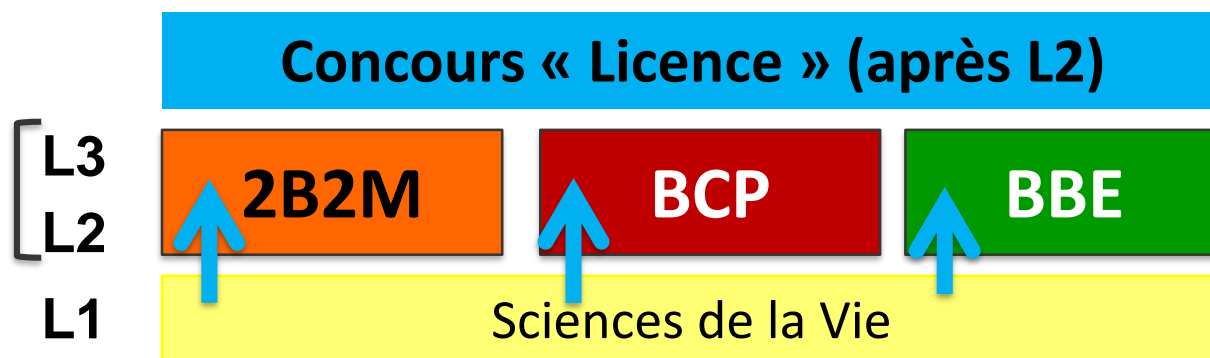 Concours « Licence » (après L2)
L3
2B2M
BCP
BBE
L2
L1
Sciences de la Vie